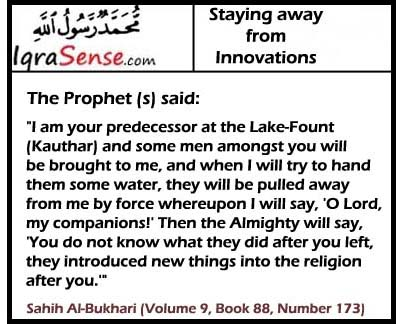 محمد رسول الله
IqraSense.com
Staying away
from
Innovations
The Prophet (s) said:
"I am your predecessor at the Lake-Fount
(Kauthar) and some men amongst you will
be brought to me, and when I will try to hand
them some water, they will be pulled away
from me by force whereupon I will say, 'O Lord,
my companions!' Then the Almighty will say,
'You do not know what they did after you left,
they introduced new things into the religion
after you.'"
Sahih Al-Bukhari (Volume 9, Book 88, Number 173)